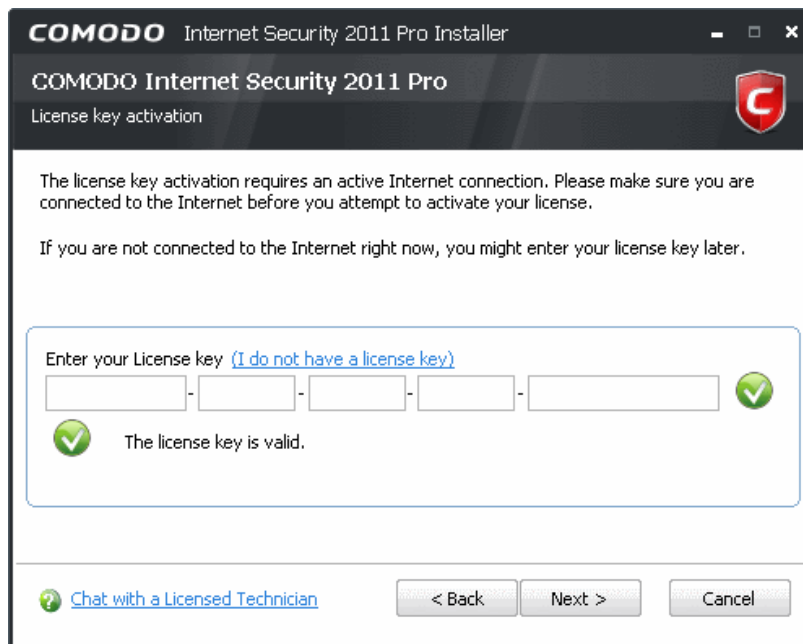 COMODO Internet Security 2011 Pro Installer
COMODO Internet Security 2011 Pro
License key activation
C
The license key activation requires an active Internet connection. Please make sure you are
connected to the Internet before you attempt to activate your license.
If you are not connected to the Internet right now, you might enter your license key later.
Enter your License key (I do not have a license key)
- - - -
The license key is valid.
? Chat with a Licensed Technician
< Back
Next >
Cancel